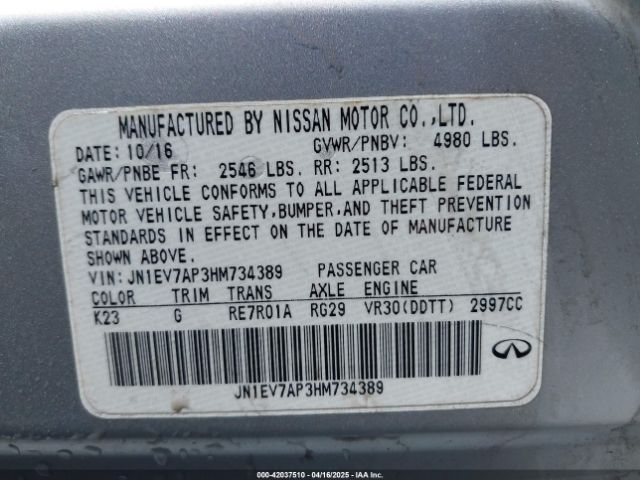 MANUFACTURED BY NISSAN MOTOR CO.,LTD.
DATE: 10/16 GVWR/PNBV: 4980 LBS.
GAWR/PNBE FR: 2546 LBS. RR: 2513 LBS.
THIS VEHICLE CONFORMS TO ALL APPLICABLE FEDERAL
MOTOR VEHICLE SAFETY,BUMPER,AND THEFT PREVENTION
STANDARDS IN EFFECT ON THE DATE OF MANUFACTURE
SHOWN ABOVE.
VIN:JN1EV7AP3HM734389 PASSENGER CAR
COLOR TRIM TRANS AXLE ENGINE
K23 G RE7R01A RG29 VR30(DDTT) 2997CC
JN1EV7AP3HM734389
000-42037510 - 04/16/2025 - IAA Inc.